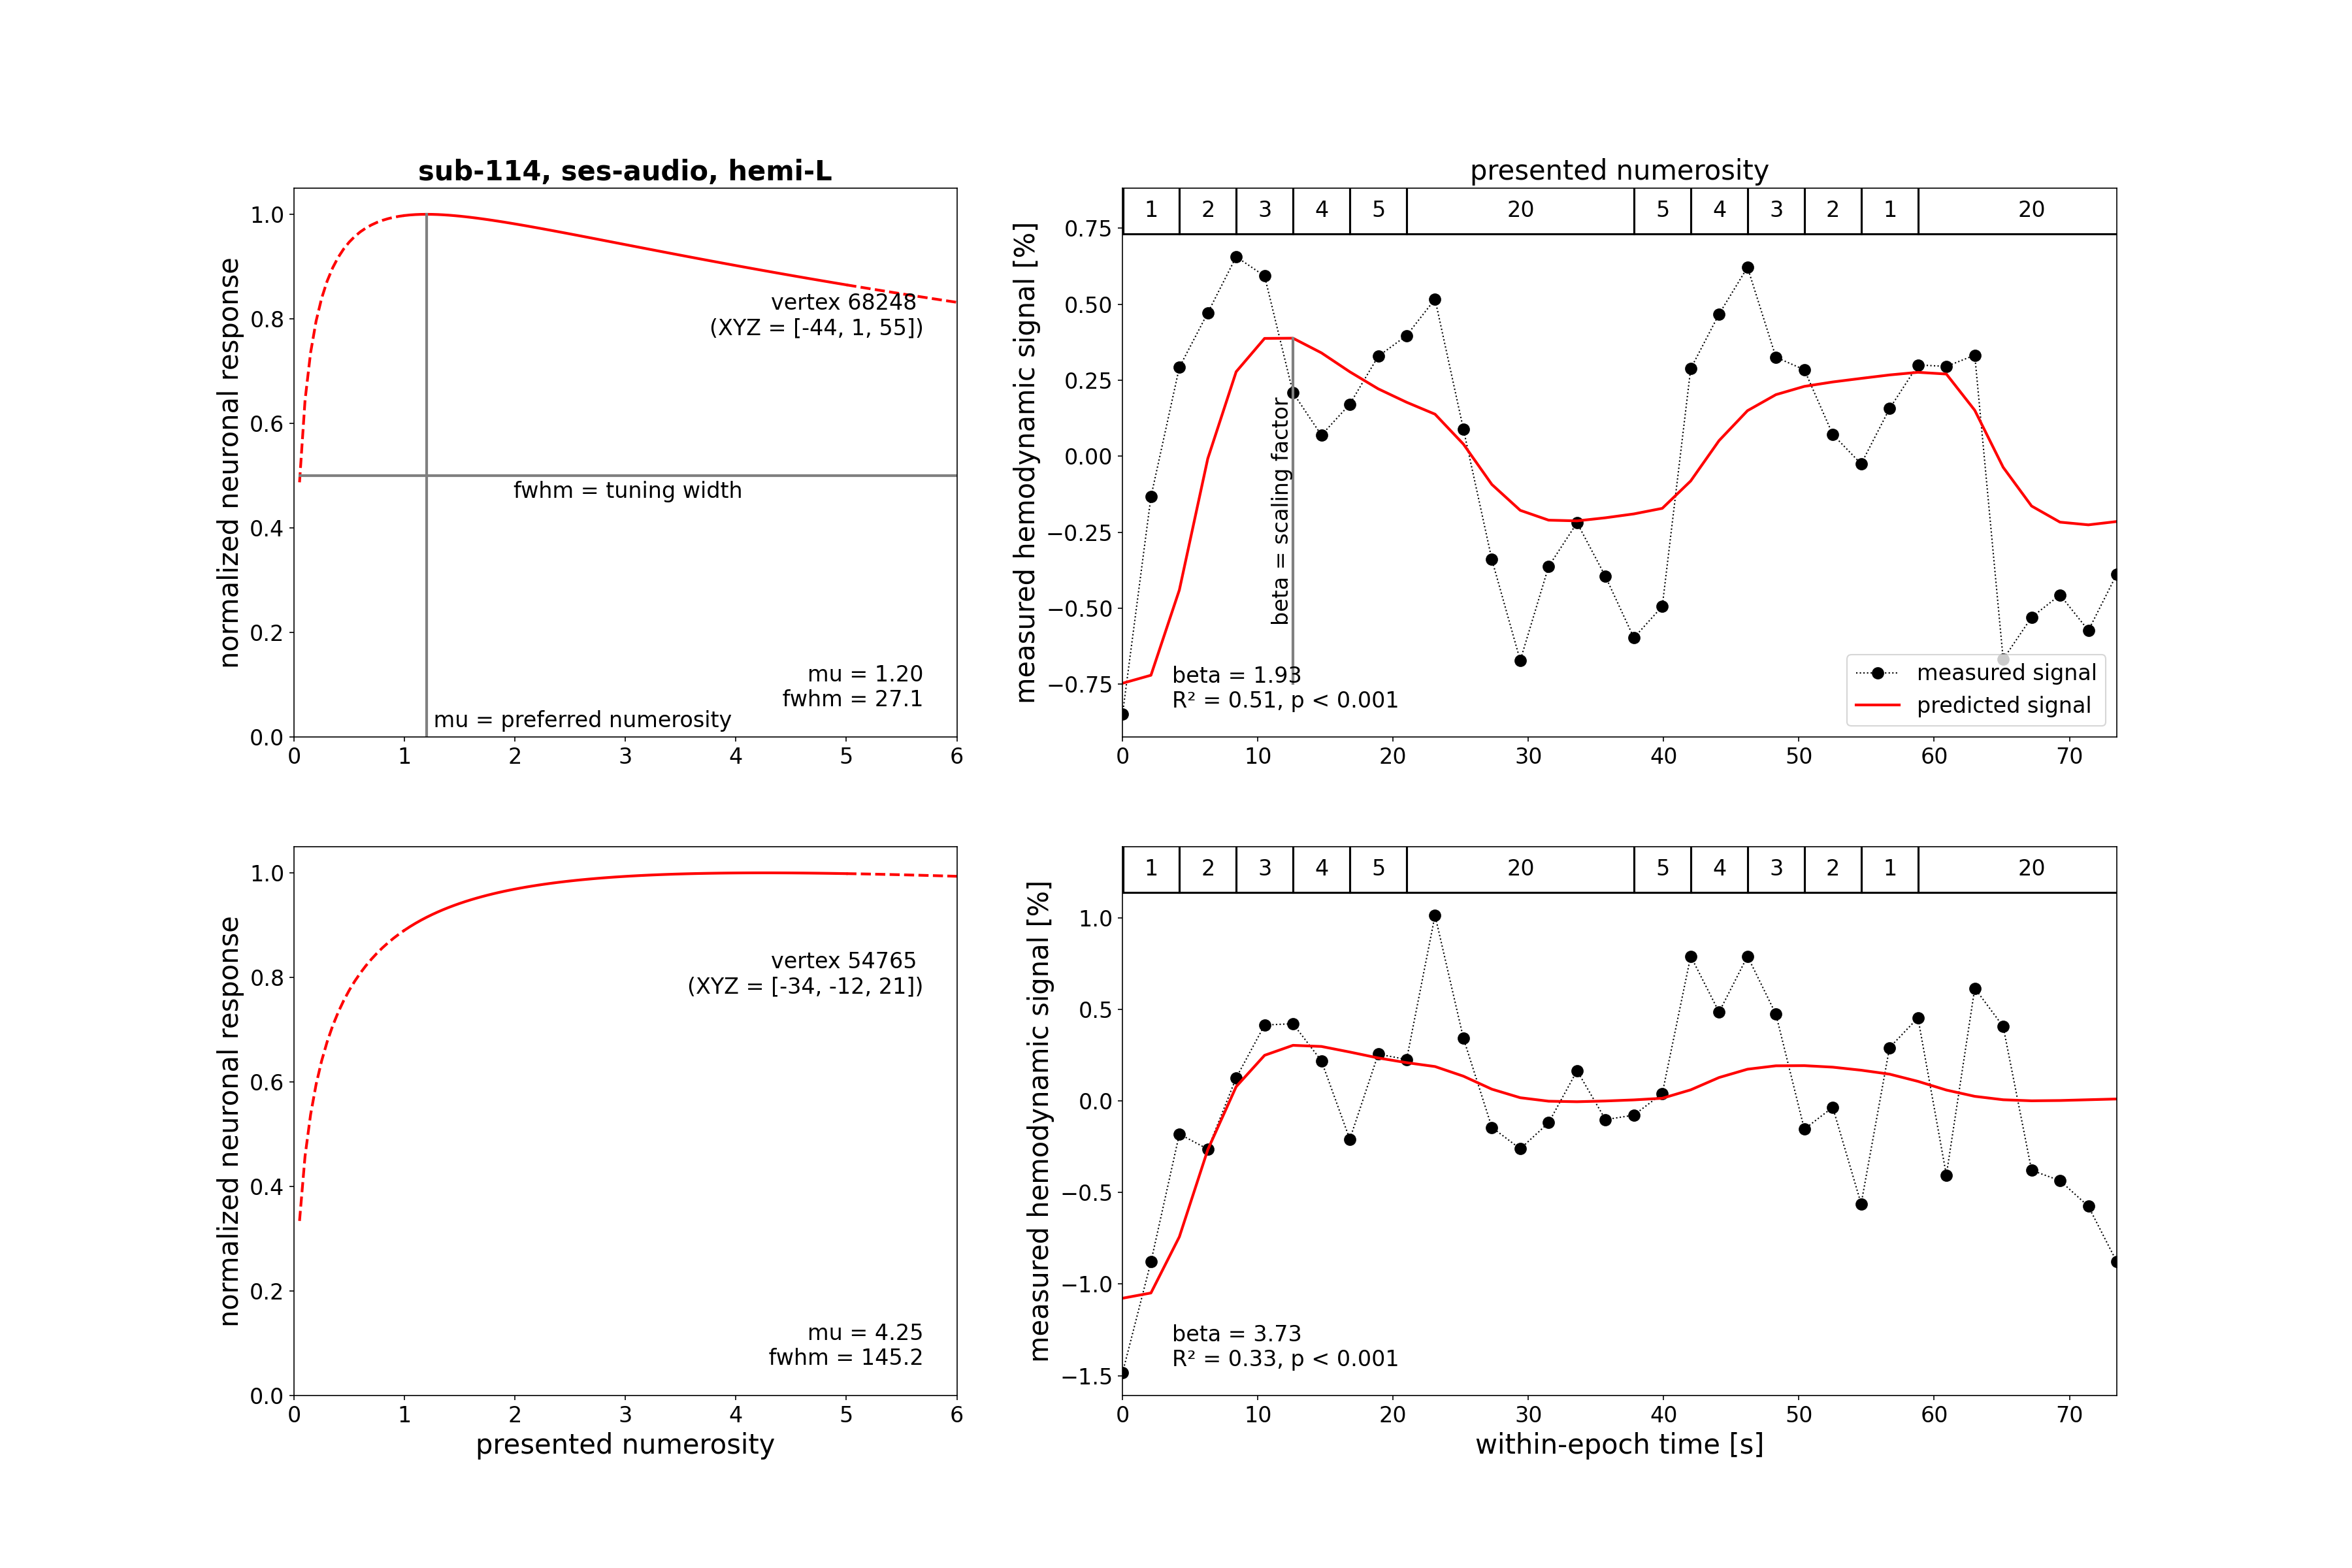 sub-114, ses-audio, hemi-L
normalized neuronal response
1.0
0.8
0.6
0.4
0.2
0.0
0 1 2 3 4 5 6
vertex 68248
(XYZ = [-44, 1, 55])
fwhm = tuning width
mu = 1.20
fwhm = 27.1
mu = preferred numerosity
presented numerosity
1 2 3 4 5 20 5 4 3 2 1 20
measured hemodynamic signal [%]
0.75
0.50
0.25
0.00
−0.25
−0.50
−0.75
0 10 20 30 40 50 60 70
beta = scaling factor
beta = 1.93
R² = 0.51, p < 0.001
measured signal
predicted signal
normalized neuronal response
1.0
0.8
0.6
0.4
0.2
0.0
0 1 2 3 4 5 6
presented numerosity
vertex 54765
(XYZ = [-34, -12, 21])
mu = 4.25
fwhm = 145.2
1 2 3 4 5 20 5 4 3 2 1 20
measured hemodynamic signal [%]
1.0
0.5
0.0
−0.5
−1.0
−1.5
0 10 20 30 40 50 60 70
within-epoch time [s]
beta = 3.73
R² = 0.33, p < 0.001